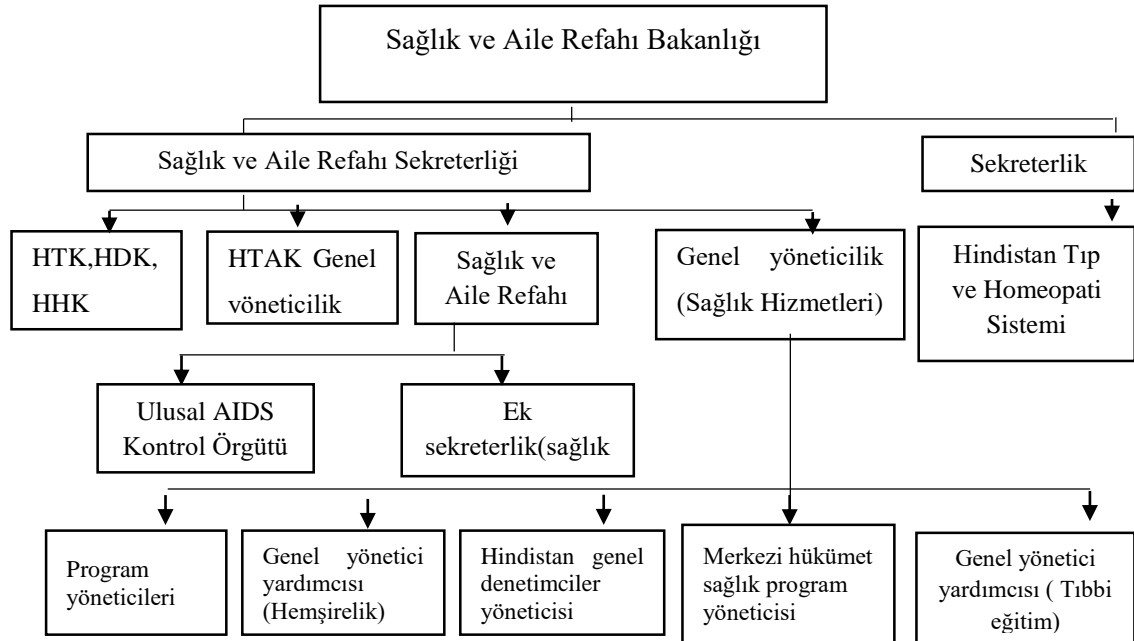 Sağlık ve Aile Refahı Bakanlığı
Sağlık ve Aile Refahı Sekreterliği
Sekreterlik
HTK,HDK,
HHK
HTAK Genel
yöneticilik
Sağlık ve
Aile Refahı
Genel yöneticilik
(Sağlık Hizmetleri)
Hindistan Tıp
ve Homeopati
Sistemi
Ulusal AIDS
Kontrol Örgütü
Ek
sekreterlik(sağlık
Program
yöneticileri
Genel yönetici
yardımcısı
(Hemşirelik)
Hindistan genel
denetimciler
yöneticisi
Merkezi hükümet
sağlık program
yöneticisi
Genel yönetici
yardımcısı ( Tıbbi
eğitim)